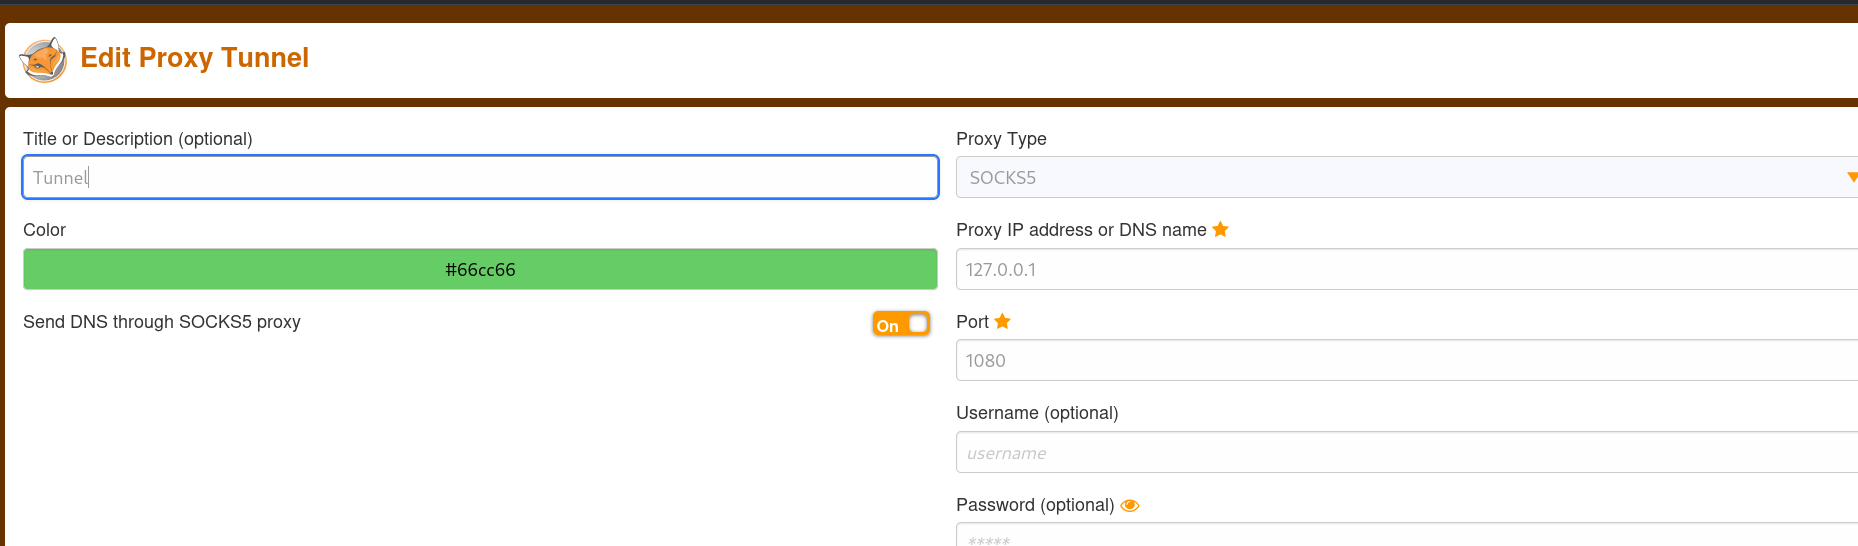 Edit Proxy Tunnel
Title or Description (optional)
Tunnel
Color
#66cc66
Send DNS through SOCKS5 proxy
On
Proxy Type
SOCKS5
Proxy IP address or DNS name
127.0.0.1
Port
1080
Username (optional)
username
Password (optional)
*****